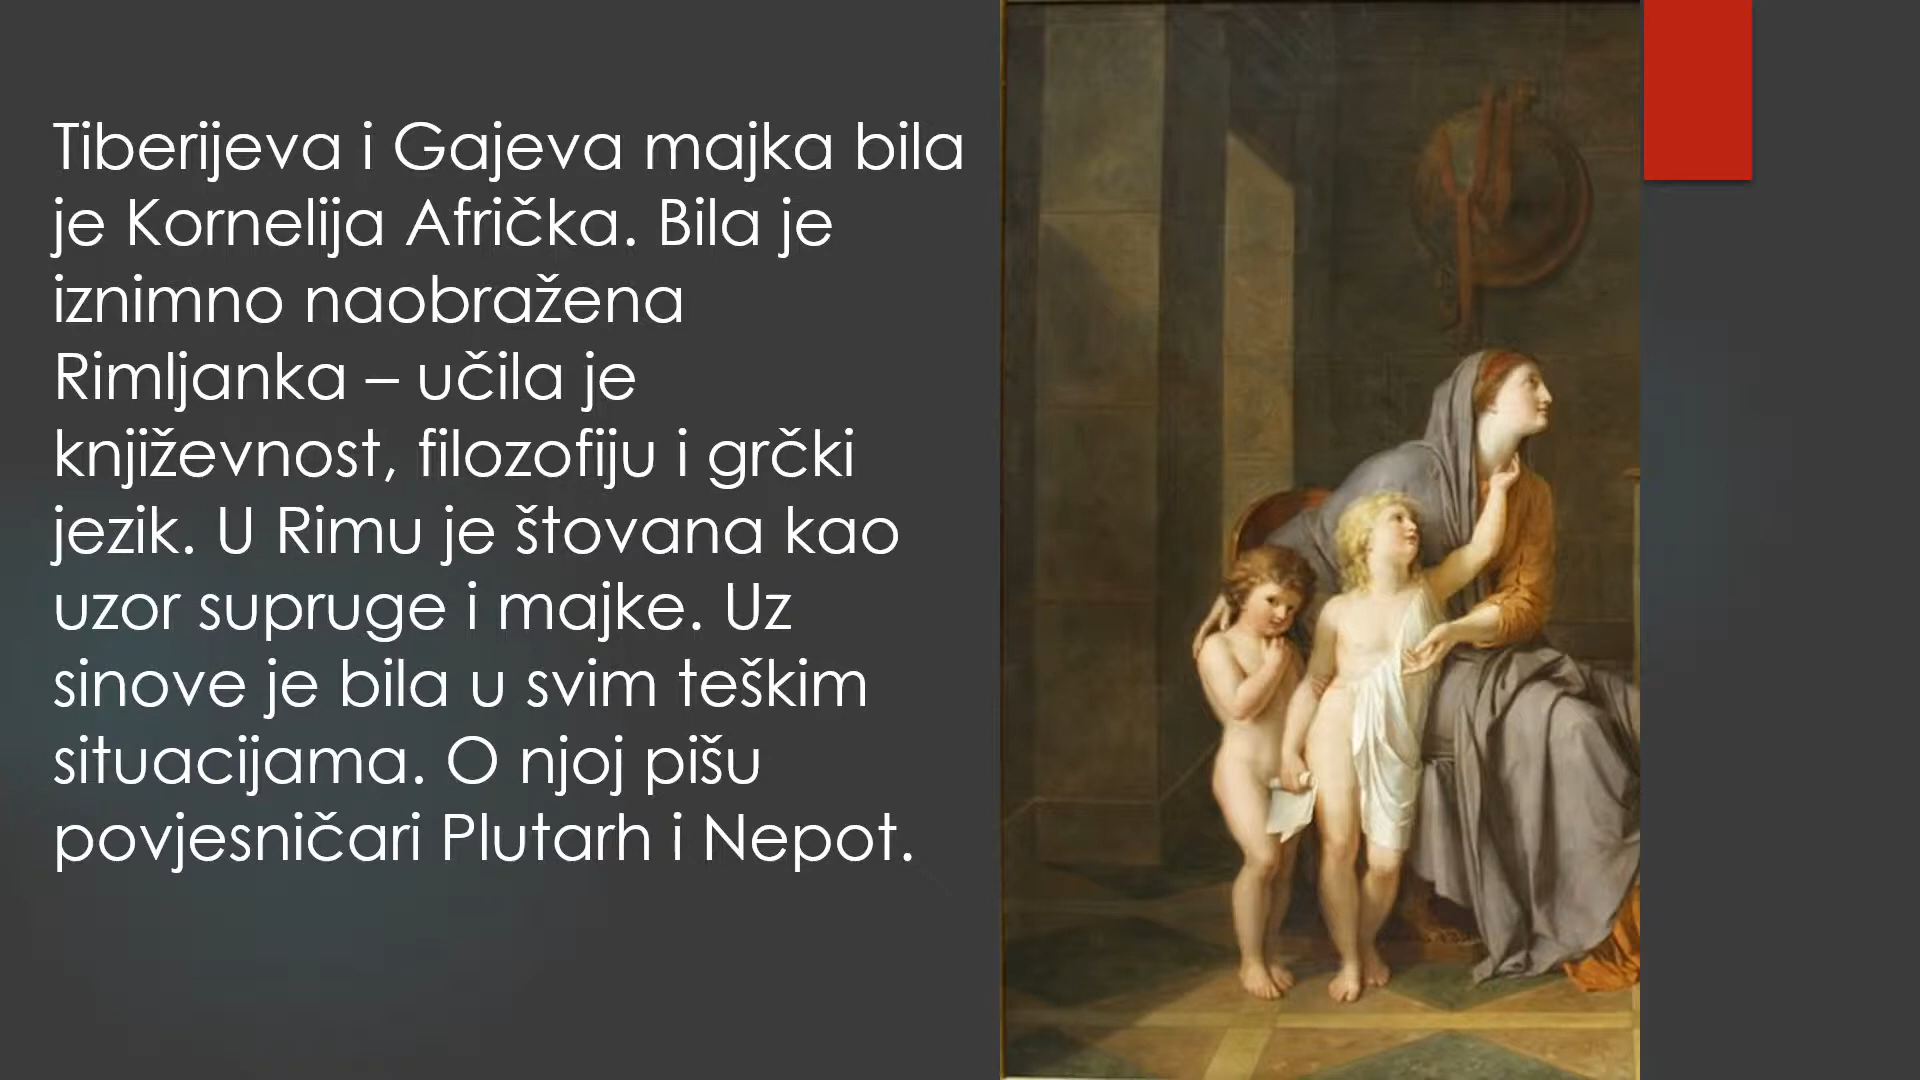 Tiberijeva i Gajeva majka bila
je Kornelija Afrička. Bila je
iznimno naobražena
Rimljanka – učila je
književnost, filozofiju i grčki
jezik. U Rimu je štovana kao
uzor supruge i majke. Uz
sinove je bila u svim teškim
situacijama. O njoj pišu
povjesničari Plutarh i Nepot.